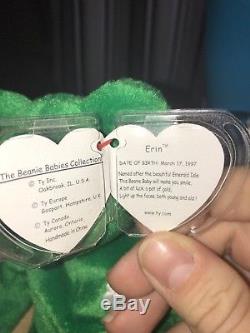 The Beanie Babies Collection
© Ty Inc.
Oakbrook, IL. U.S.A.
© Ty Europe
Gosport, Hampshire, U.K.
© Ty Canada
Aurora, Ontario
Handmade in China
Erin™
DATE OF BIRTH: March 17, 1997
Named after the beautiful Emerald Isle
This Beanie Baby will make you smile,
A bit of luck, a pot of gold,
Light up the faces, both young and old!
www.ty.com